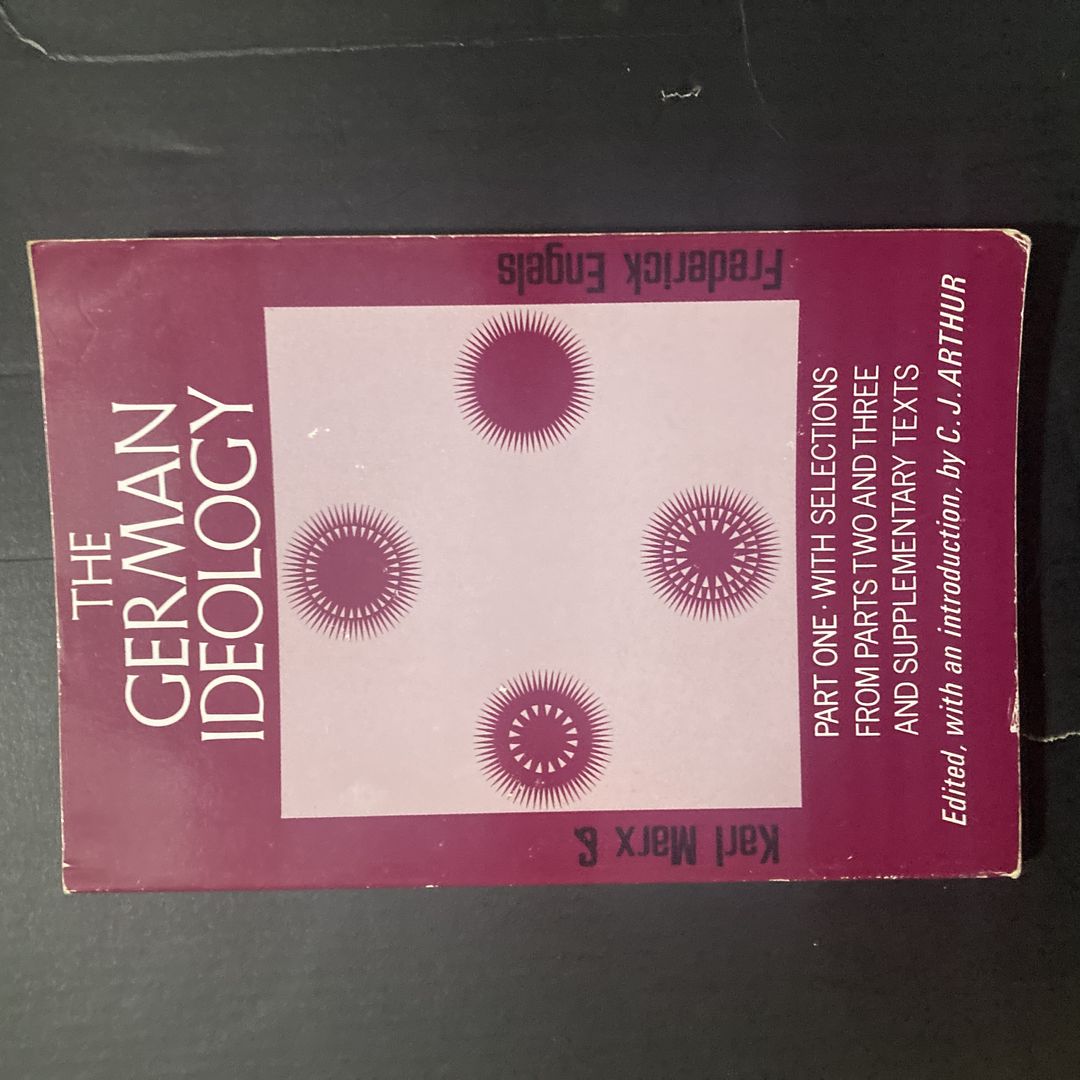 THE
GERMAN
IDEOLOGY
Karl Marx &
Frederick Engels
PART ONE · WITH SELECTIONS
FROM PARTS TWO AND THREE
AND SUPPLEMENTARY TEXTS
Edited, with an introduction, by C. J. ARTHUR